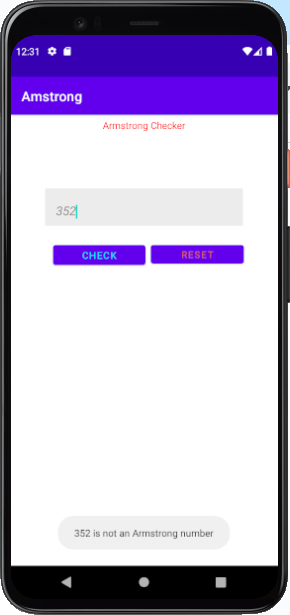 12:31
Amstrong
Armstrong Checker
352
CHECK RESET
352 is not an Armstrong number